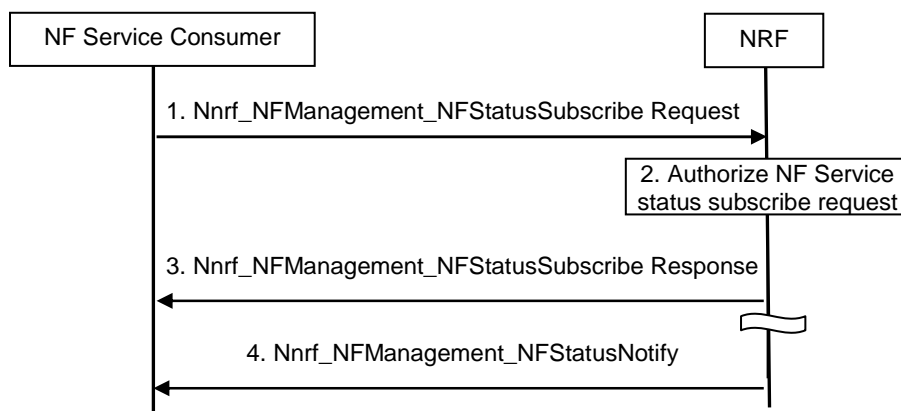 NF Service Consumer
NRF
1. Nnrf_NFManagement_NFStatusSubscribe Request
2. Authorize NF Service
status subscribe request
3. Nnrf_NFManagement_NFStatusSubscribe Response
4. Nnrf_NFManagement_NFStatusNotify